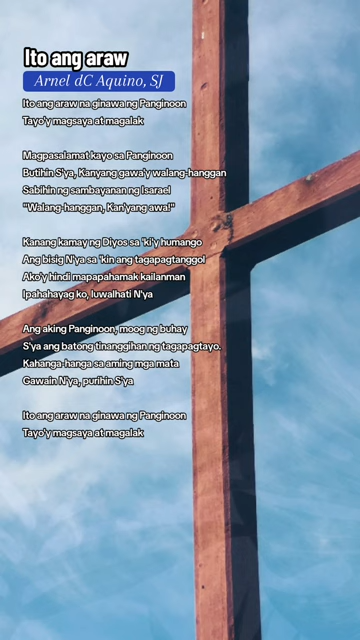 Ito ang araw
Arnel dC Aquino, SJ
Ito ang araw na ginawa ng Panginoon
Tayo'y magsaya at magalak
Magpasalamat kayo sa Panginoon
Butihin S'ya, Kanyang gawa'y walang-hanggan
Sabihin ng sambayanan ng Isarael
"Walang-hanggan, Kan'yang awa!"
Kanang kamay ng Diyos sa 'ki'y humango
Ang bisig N'ya sa 'kin ang tagapagtanggol
Ako'y hindi mapapahamak kailanman
Ipahahayag ko, luwalhati N'ya
Ang aking Panginoon, moog ng buhay
S'ya ang batong tinanggihan ng tagapagtayo.
Kahanga-hanga sa aming mga mata
Gawain N'ya, purihin S'ya
Ito ang araw na ginawa ng Panginoon
Tayo'y magsaya at magalak